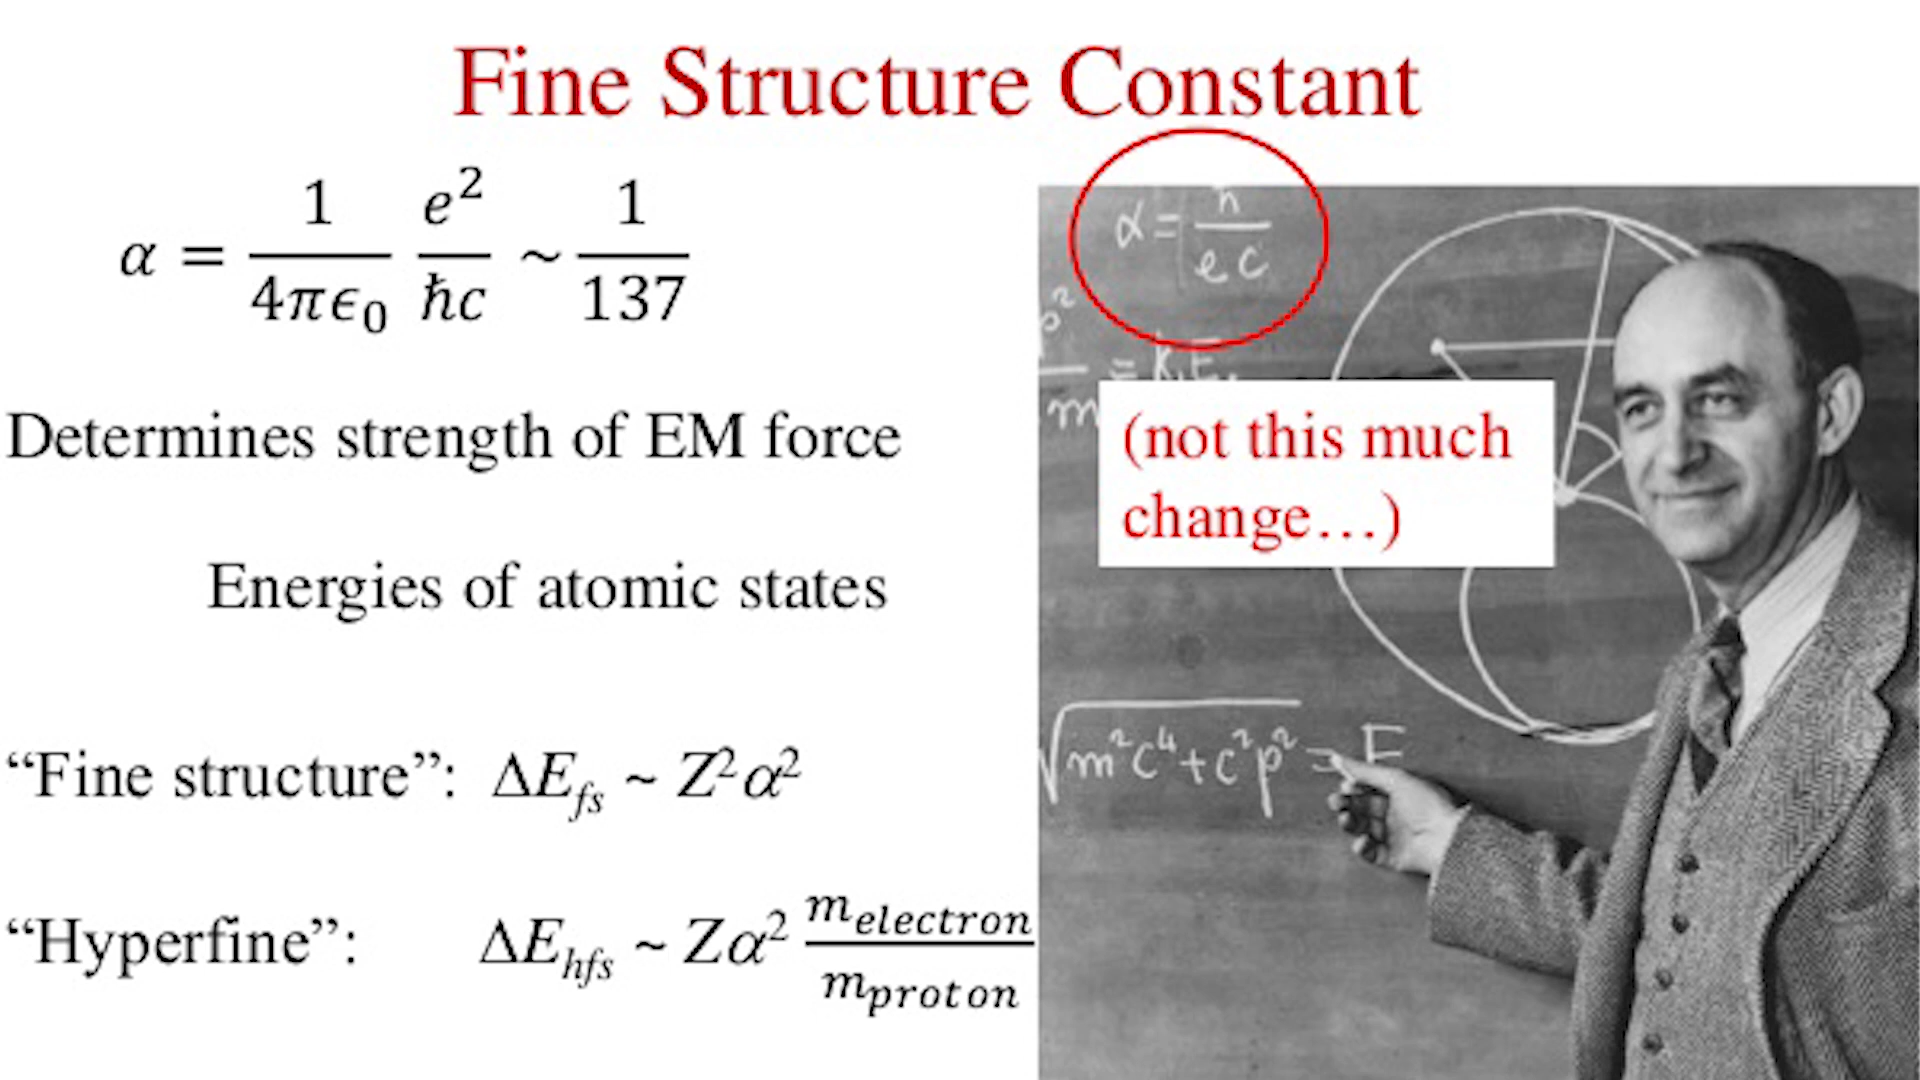 Fine Structure Constant
α = 1/4πϵ₀ e²/ħc ~ 1/137
Determines strength of EM force
Energies of atomic states
“Fine structure”: ΔE_fs ~ Z²α²
“Hyperfine”: ΔE_hfs ~ Zα² m_electron/m_proton
α = ħ/e c
p²/m = k.E.
(not this much
change…)
√m²c⁴+c²p² = E